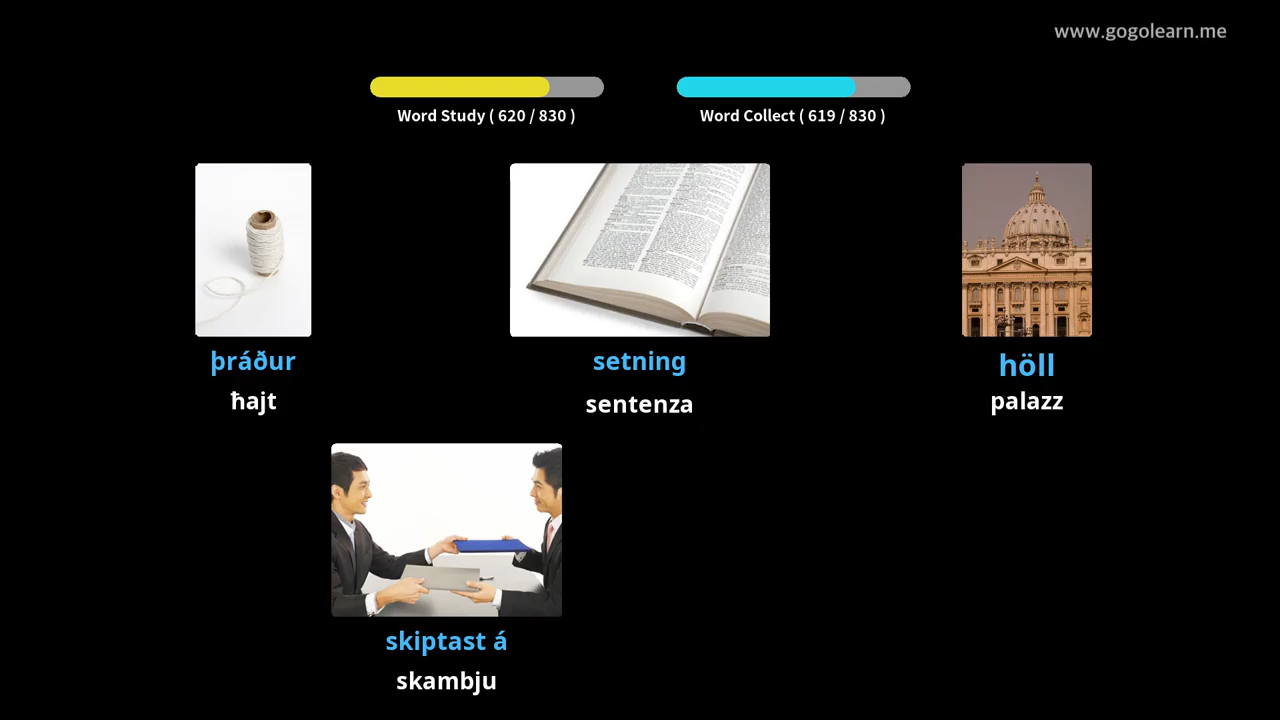 www.gogolearn.me
Word Study ( 620 / 830 )
Word Collect ( 619 / 830 )
þráður
ħajt
setning
sentenza
höll
palazz
skiptast á
skambju